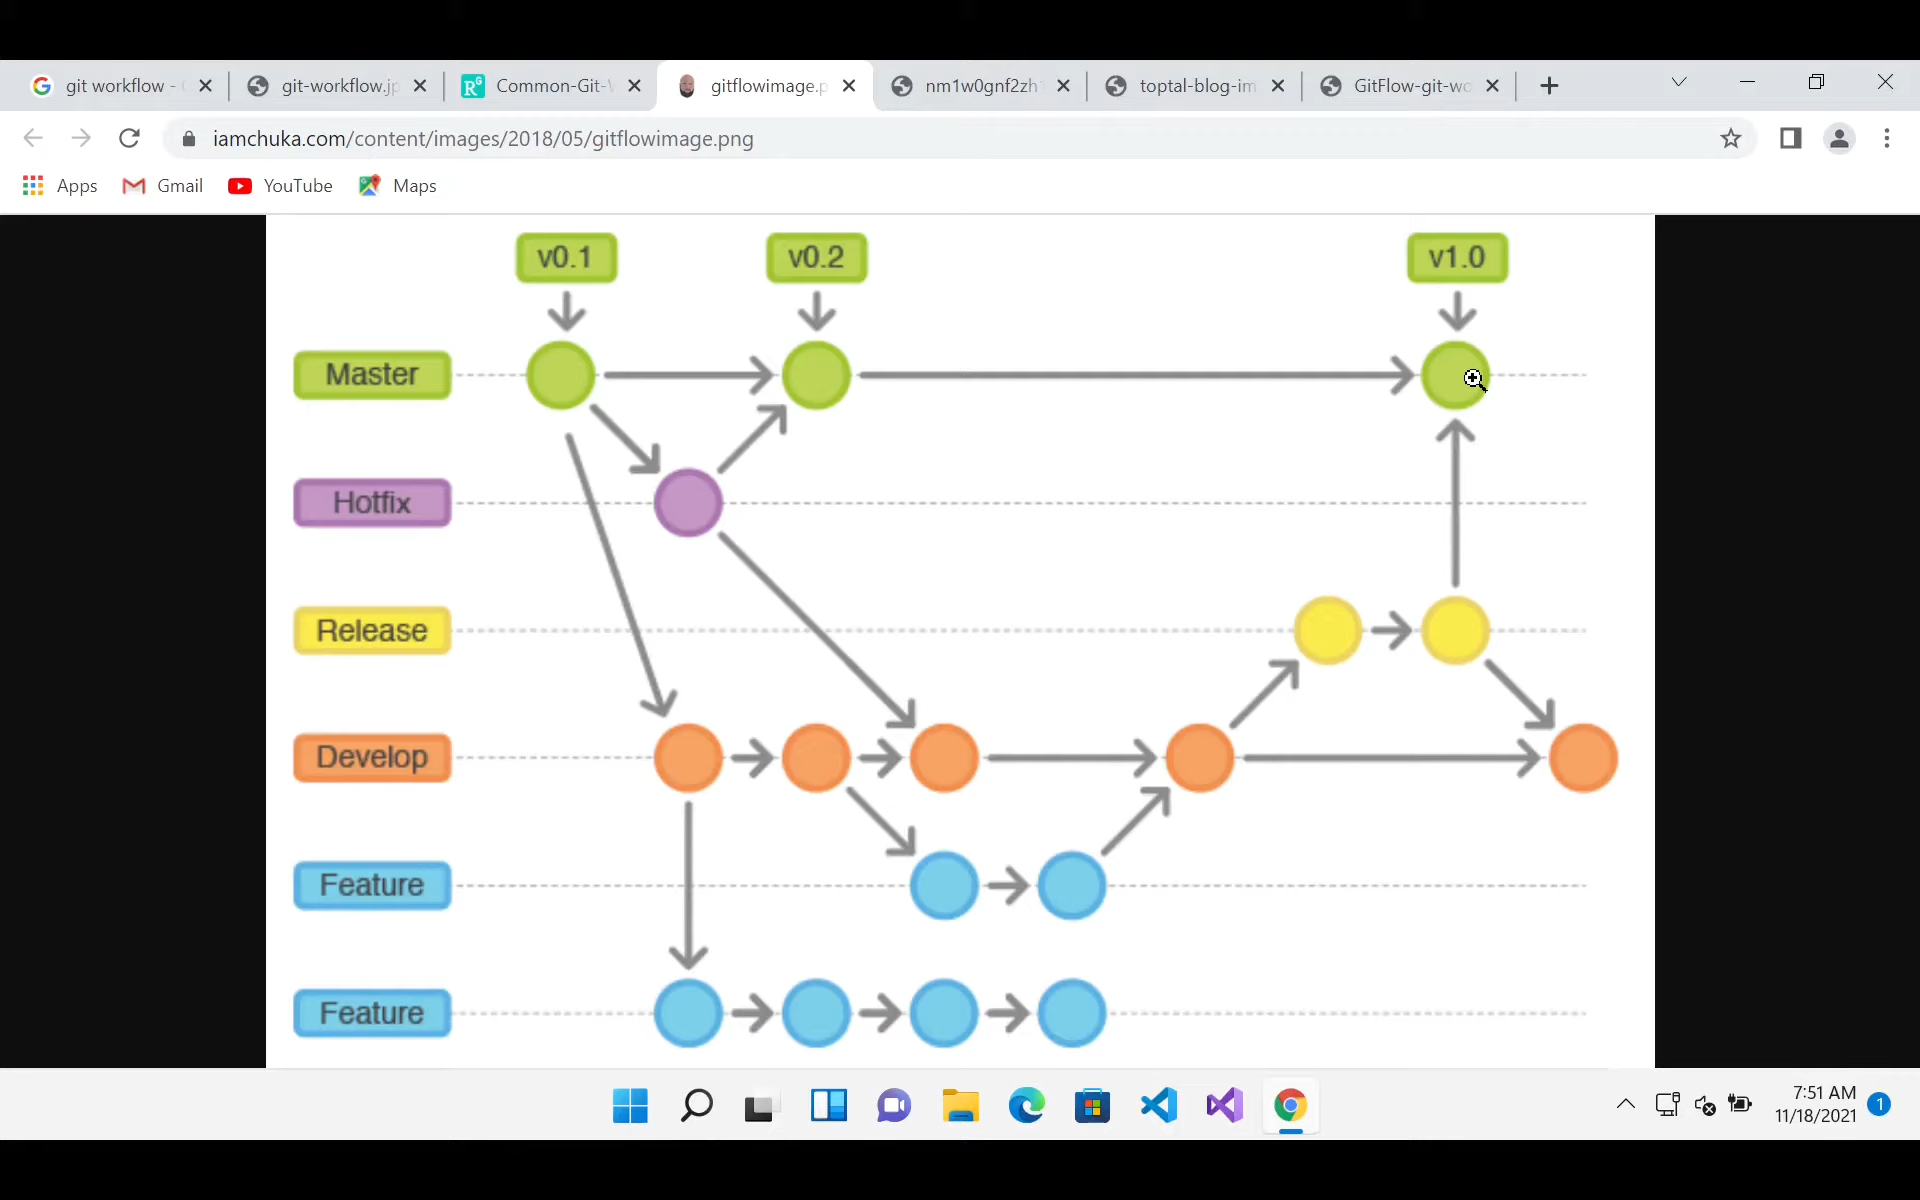 git workflow -
git-workflow.jp
Common-Git-
gitflowimage.p
nm1w0gnf2zh
toptal-blog-im
GitFlow-git-wo
iamchuka.com/content/images/2018/05/gitflowimage.png
Apps
Gmail
YouTube
Maps
v0.1
v0.2
v1.0
Master
Hotfix
Release
Develop
Feature
Feature
7:51 AM
11/18/2021
1